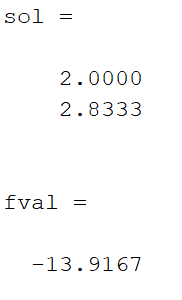 sol =
2.0000
2.8333
fval =
-13.9167